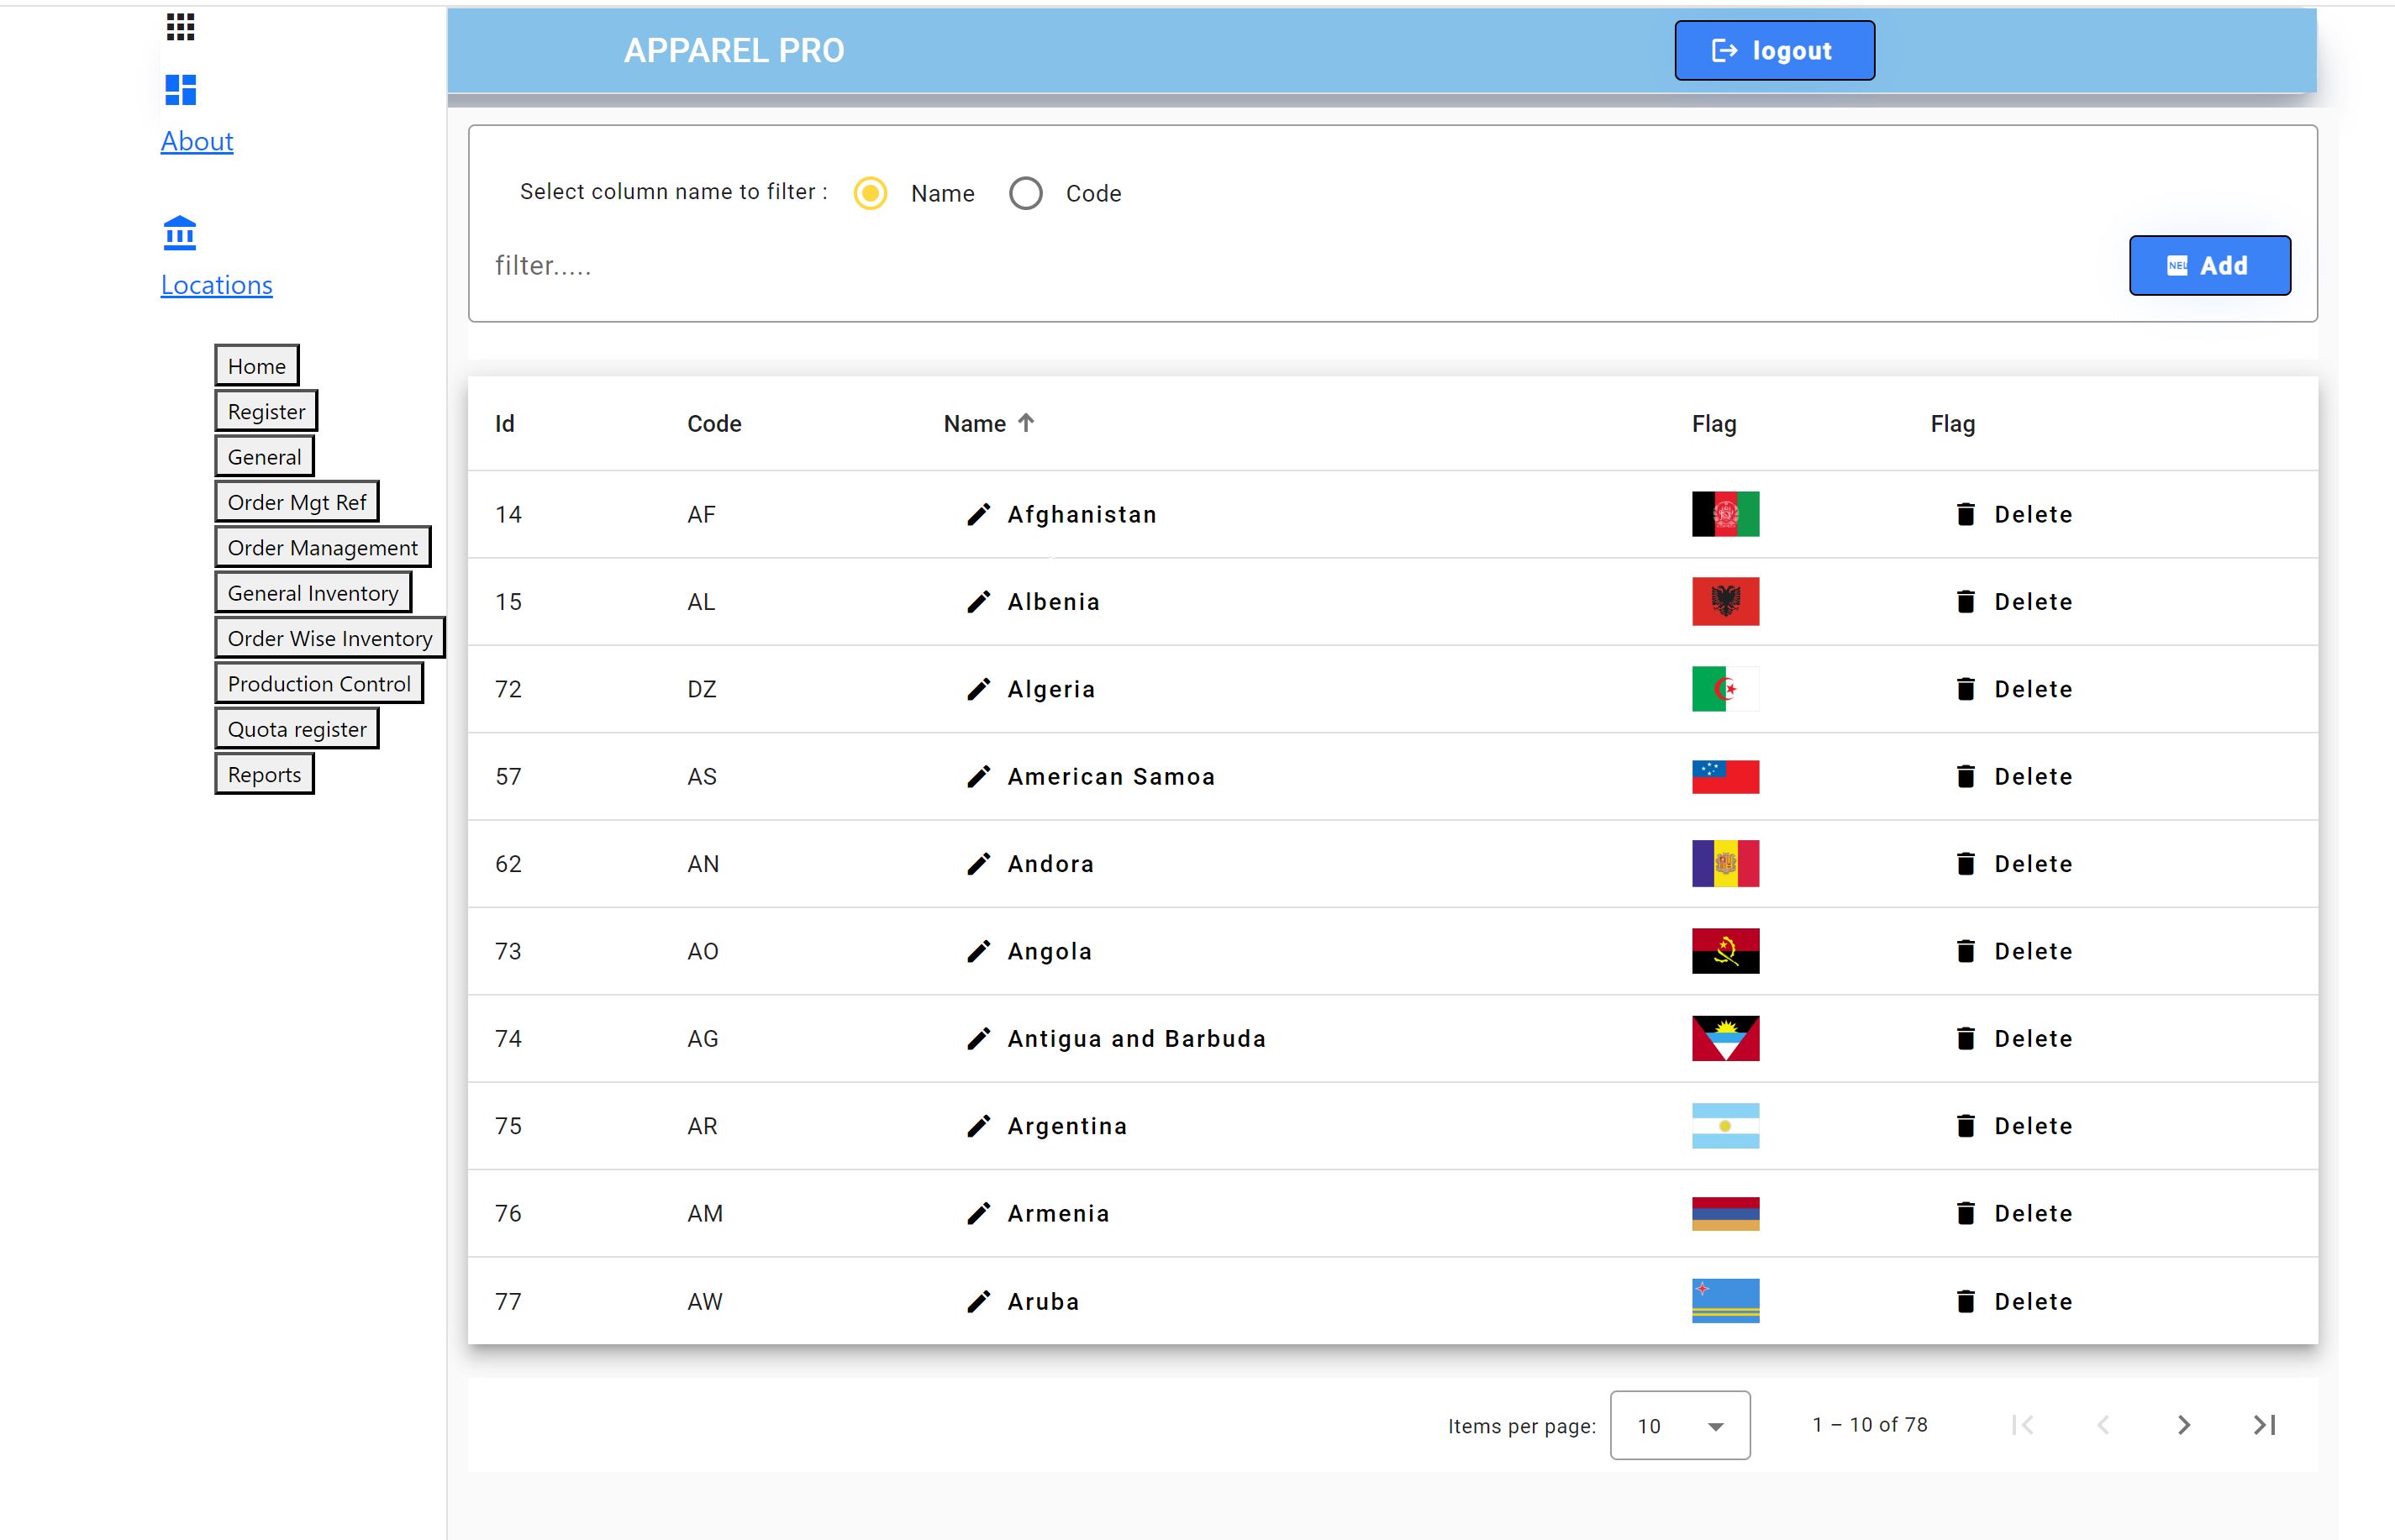 APPAREL PRO
logout
About
Locations
Home
Register
General
Order Mgt Ref
Order Management
General Inventory
Order Wise Inventory
Production Control
Quota register
Reports
Select column name to filter : Name Code
filter.....
Add
Id Code Name Flag Flag
14 AF Afghanistan Delete
15 AL Albenia Delete
72 DZ Algeria Delete
57 AS American Samoa Delete
62 AN Andora Delete
73 AO Angola Delete
74 AG Antigua and Barbuda Delete
75 AR Argentina Delete
76 AM Armenia Delete
77 AW Aruba Delete
Items per page: 10 1 – 10 of 78